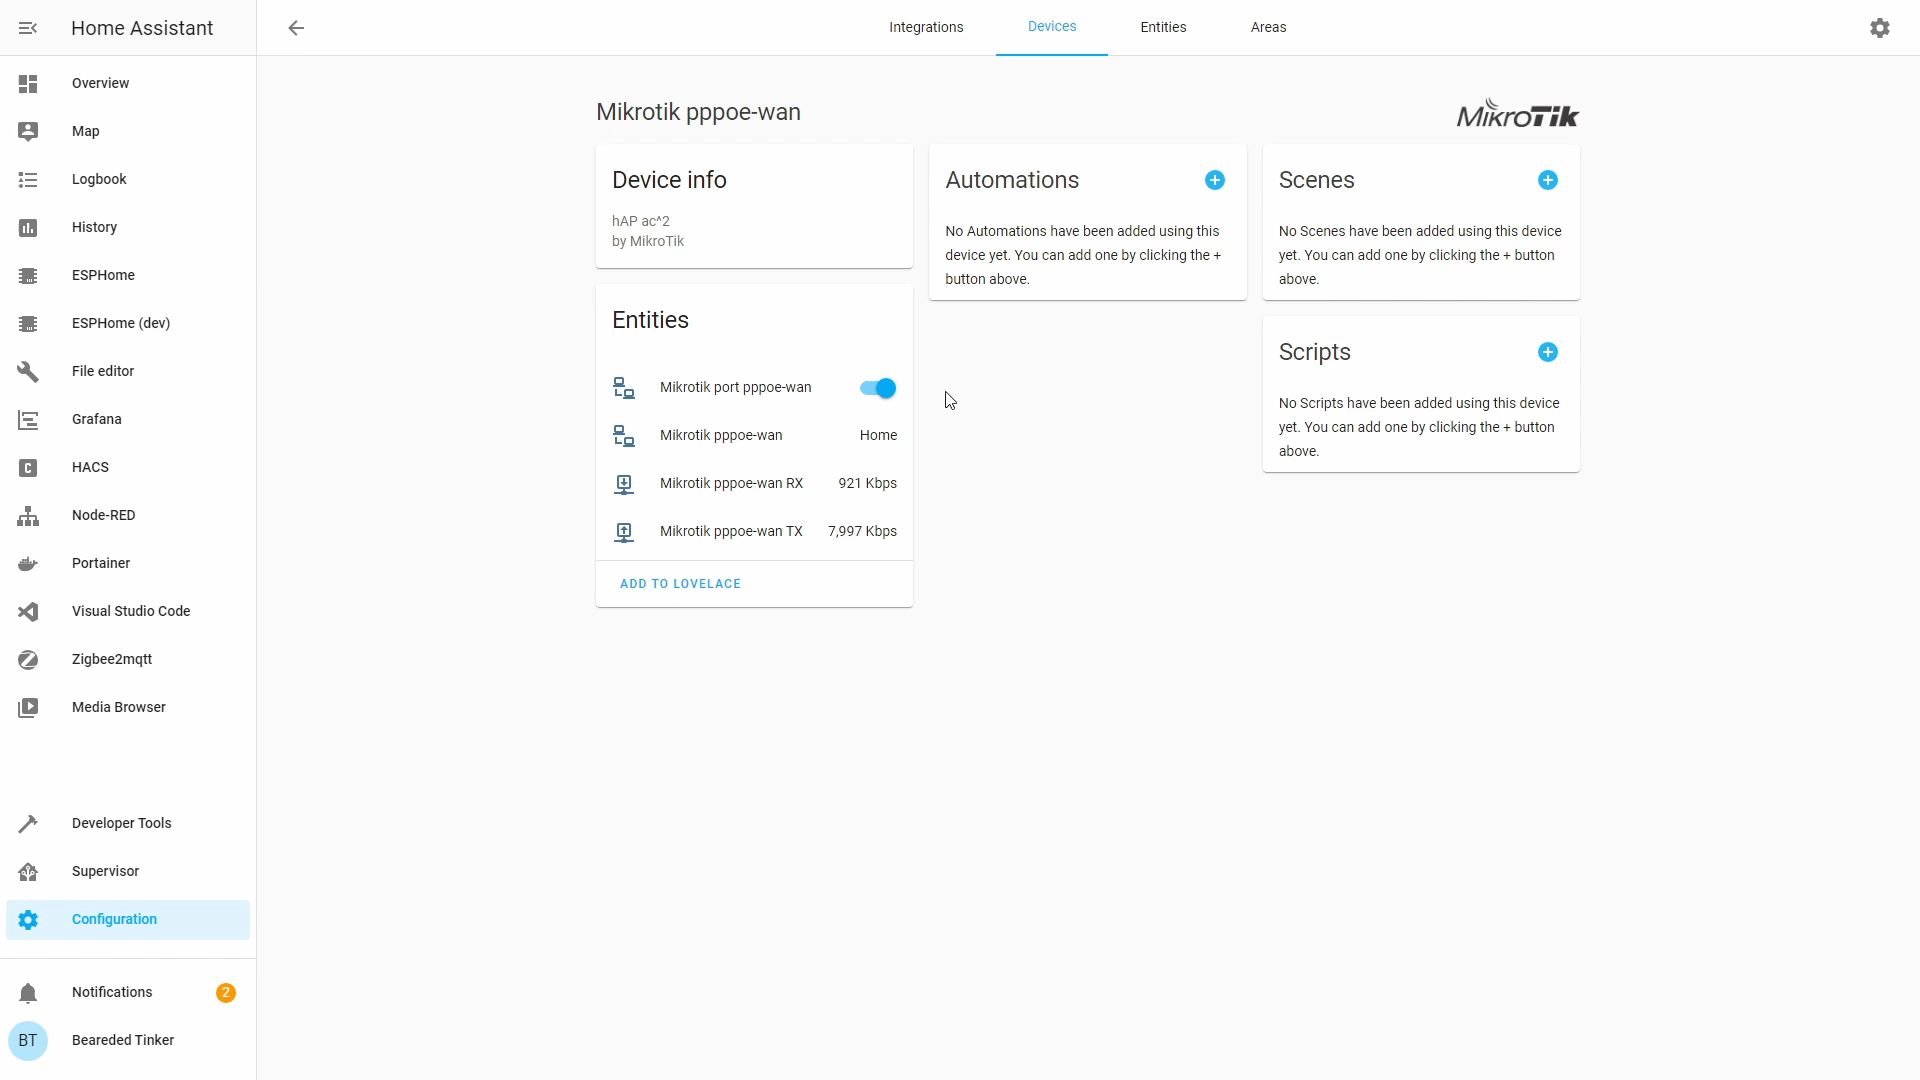 Home Assistant
Integrations
Devices
Entities
Areas
Overview
Map
Logbook
History
ESPHome
ESPHome (dev)
File editor
Grafana
HACS
Node-RED
Portainer
Visual Studio Code
Zigbee2mqtt
Media Browser
Developer Tools
Supervisor
Configuration
Notifications
2
BT
Beareded Tinker
Mikrotik pppoe-wan
MikroTik
Device info
hAP ac^2
by MikroTik
Entities
Mikrotik port pppoe-wan
Mikrotik pppoe-wan Home
Mikrotik pppoe-wan RX 921 Kbps
Mikrotik pppoe-wan TX 7,997 Kbps
ADD TO LOVELACE
Automations
No Automations have been added using this
device yet. You can add one by clicking the +
button above.
Scenes
No Scenes have been added using this device
yet. You can add one by clicking the + button
above.
Scripts
No Scripts have been added using this device
yet. You can add one by clicking the + button
above.